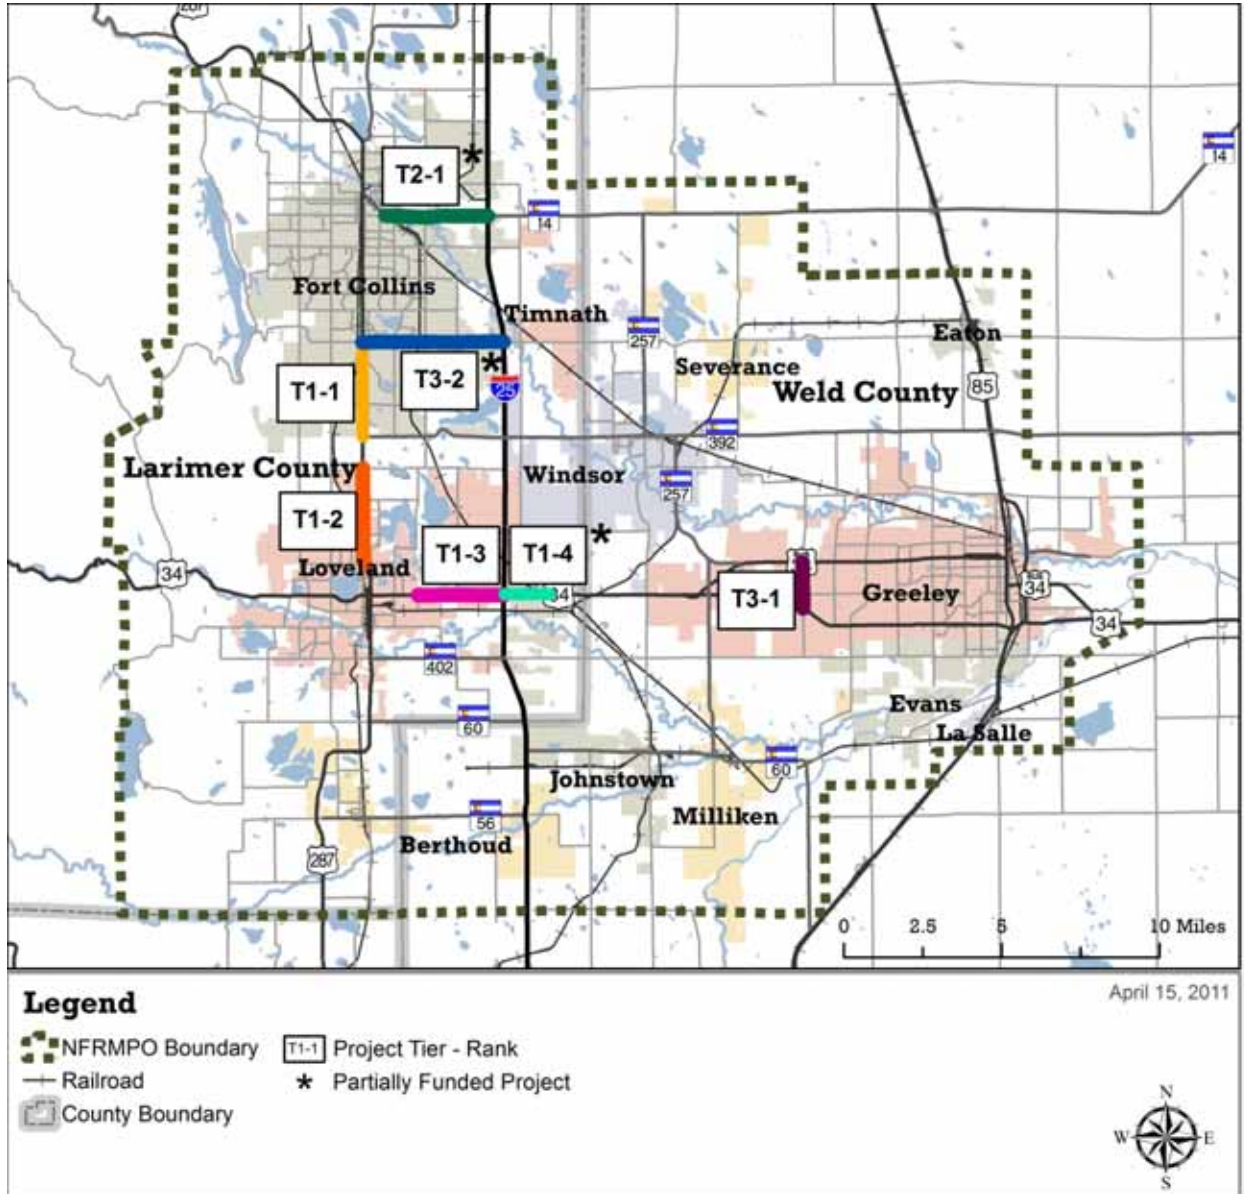 287
T2-1 *
14
14
Fort Collins
Timnath
257
Eaton
Severance
T1-1
T3-2 *
25
Weld County
85
392
Larimer County
Windsor
257
T1-2
T1-3
T1-4 *
Loveland
34
34
T3-1
Greeley
34
34
402
Evans
60
La Salle
Johnstown
60
56
Milliken
Berthoud
287
0 2.5 5 10 Miles
Legend
April 15, 2011
NFRMPO Boundary
T1-1 Project Tier - Rank
Railroad
* Partially Funded Project
County Boundary
N
W E
S